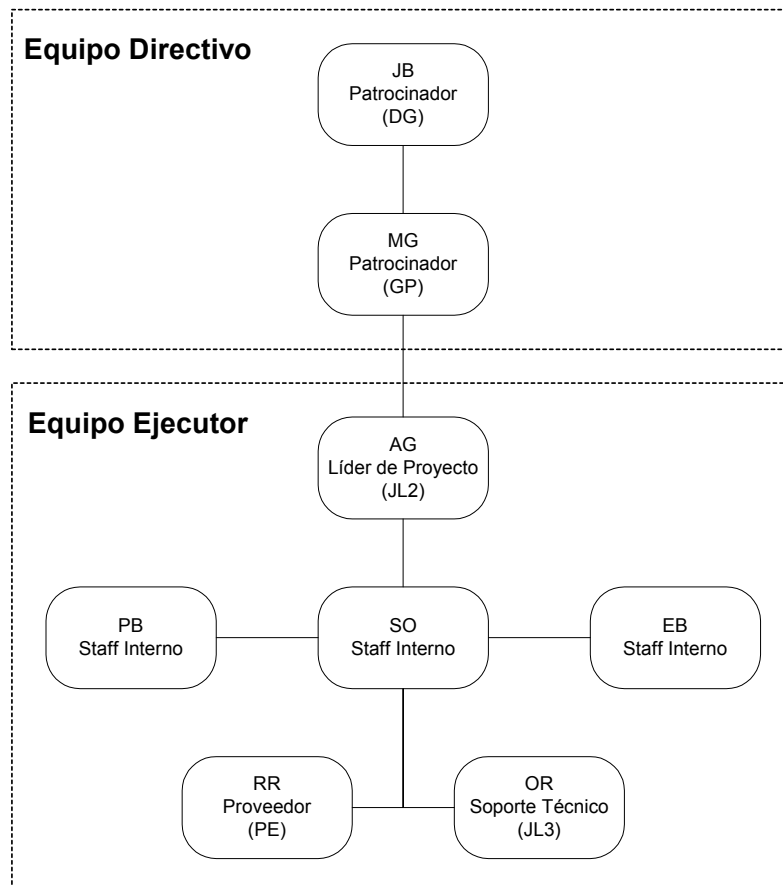 Equipo Directivo
JB
Patrocinador
(DG)
MG
Patrocinador
(GP)
Equipo Ejecutor
AG
Líder de Proyecto
(JL2)
PB
Staff Interno
SO
Staff Interno
EB
Staff Interno
RR
Proveedor
(PE)
OR
Soporte Técnico
(JL3)